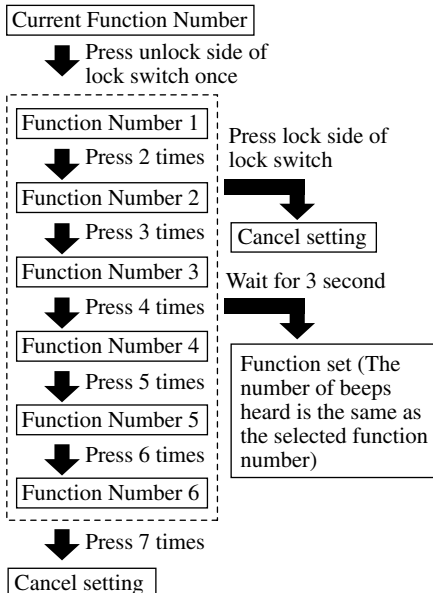 Current Function Number
Press unlock side of
lock switch once
Function Number 1
Press 2 times
Function Number 2
Press 3 times
Function Number 3
Press 4 times
Function Number 4
Press 5 times
Function Number 5
Press 6 times
Function Number 6
Press 7 times
Cancel setting
Press lock side of
lock switch
Cancel setting
Wait for 3 second
Function set (The
number of beeps
heard is the same as
the selected function
number)